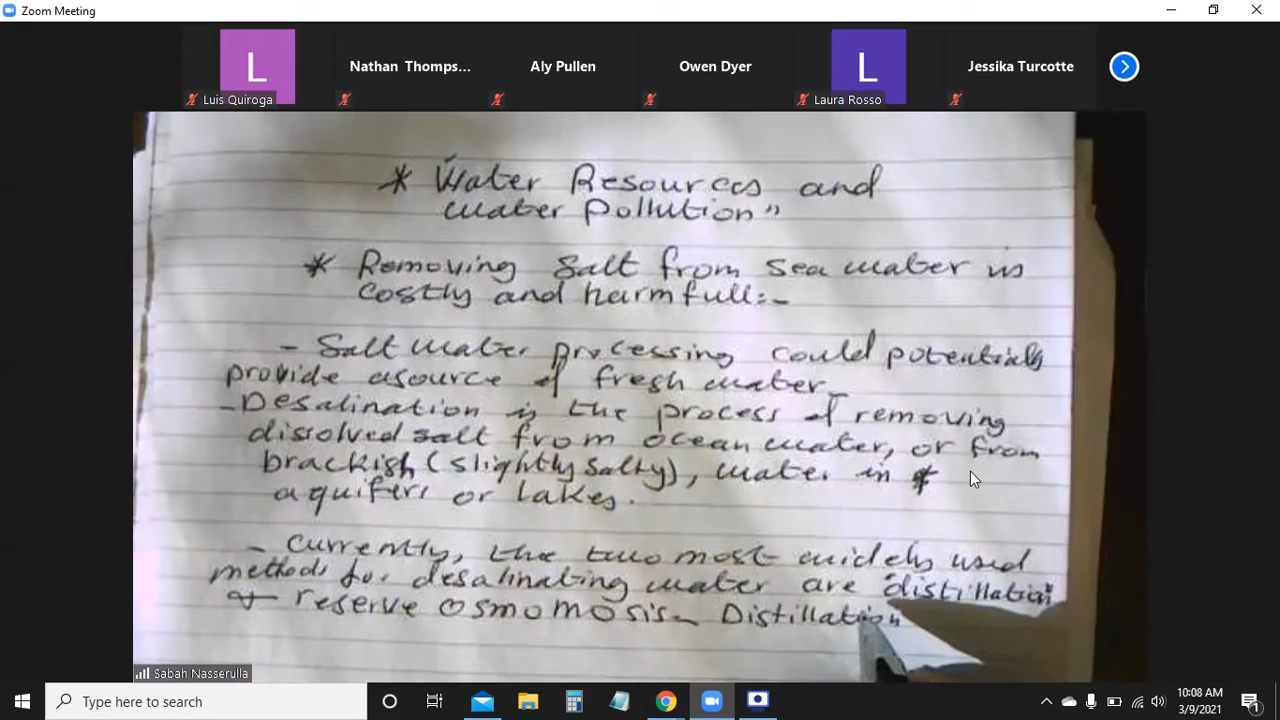 Zoom Meeting
L
Nathan Thomps...
Aly Pullen
Owen Dyer
L
Jessika Turcotte
Luis Quiroga
Laura Rosso
* "Water Resources and
water Pollution"
* Removing Salt from Sea water is
costly and harmfull:-
- Salt water processing could potentials
provide a source of fresh water_
- Desalination is the process of removing
dissolved salt from ocean water, or from
brackish (slightly salty), water in
aquifers or lakes.
- Currently, the two most widely used
methods for desalinating water are distillation
reserve osmomosis_ Distillation
Sabah Nasserulla
Type here to search
10:08 AM
3/9/2021
1